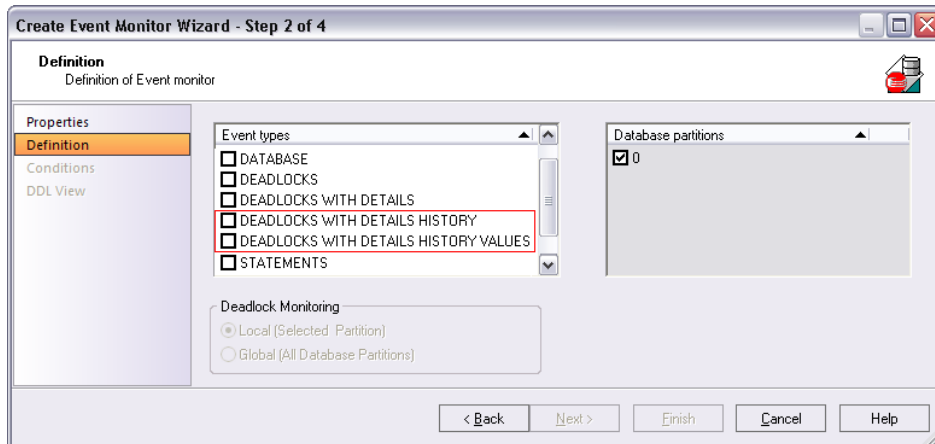 Create Event Monitor Wizard - Step 2 of 4
Definition
Definition of Event monitor
Properties
Definition
Conditions
DDL View
Event types
DATABASE
DEADLOCKS
DEADLOCKS WITH DETAILS
DEADLOCKS WITH DETAILS HISTORY
DEADLOCKS WITH DETAILS HISTORY VALUES
STATEMENTS
Database partitions
0
Deadlock Monitoring
Local (Selected Partition)
Global (All Database Partitions)
< Back
Next >
Finish
Cancel
Help